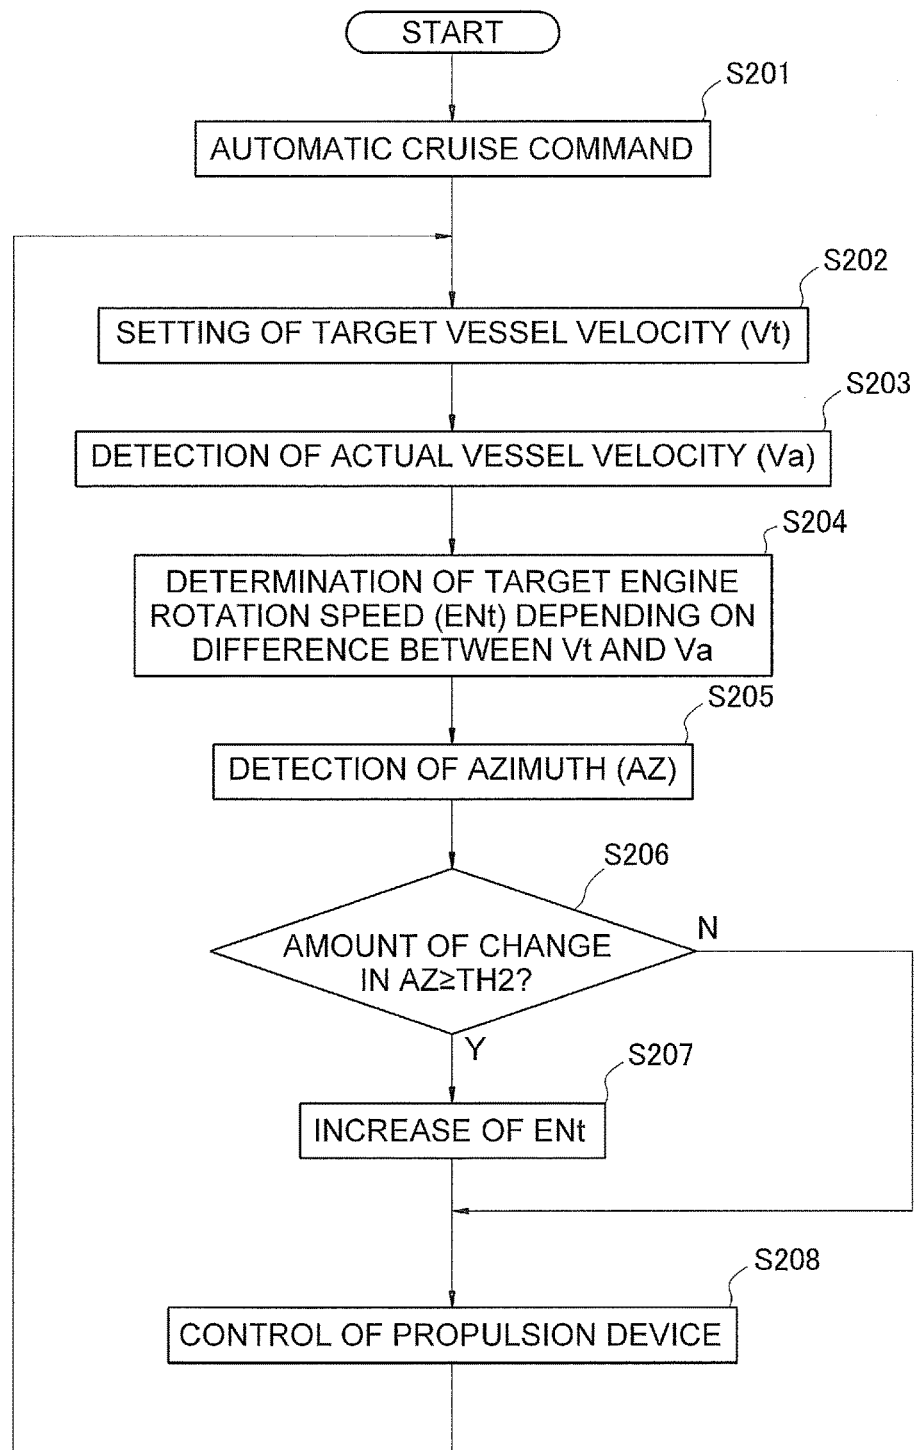 START
S201
AUTOMATIC CRUISE COMMAND
S202
SETTING OF TARGET VESSEL VELOCITY (Vt)
S203
DETECTION OF ACTUAL VESSEL VELOCITY (Va)
S204
DETERMINATION OF TARGET ENGINE
ROTATION SPEED (ENt) DEPENDING ON
DIFFERENCE BETWEEN Vt AND Va
S205
DETECTION OF AZIMUTH (AZ)
S206
AMOUNT OF CHANGE
IN AZ≥TH2?
N
Y
S207
INCREASE OF ENt
S208
CONTROL OF PROPULSION DEVICE